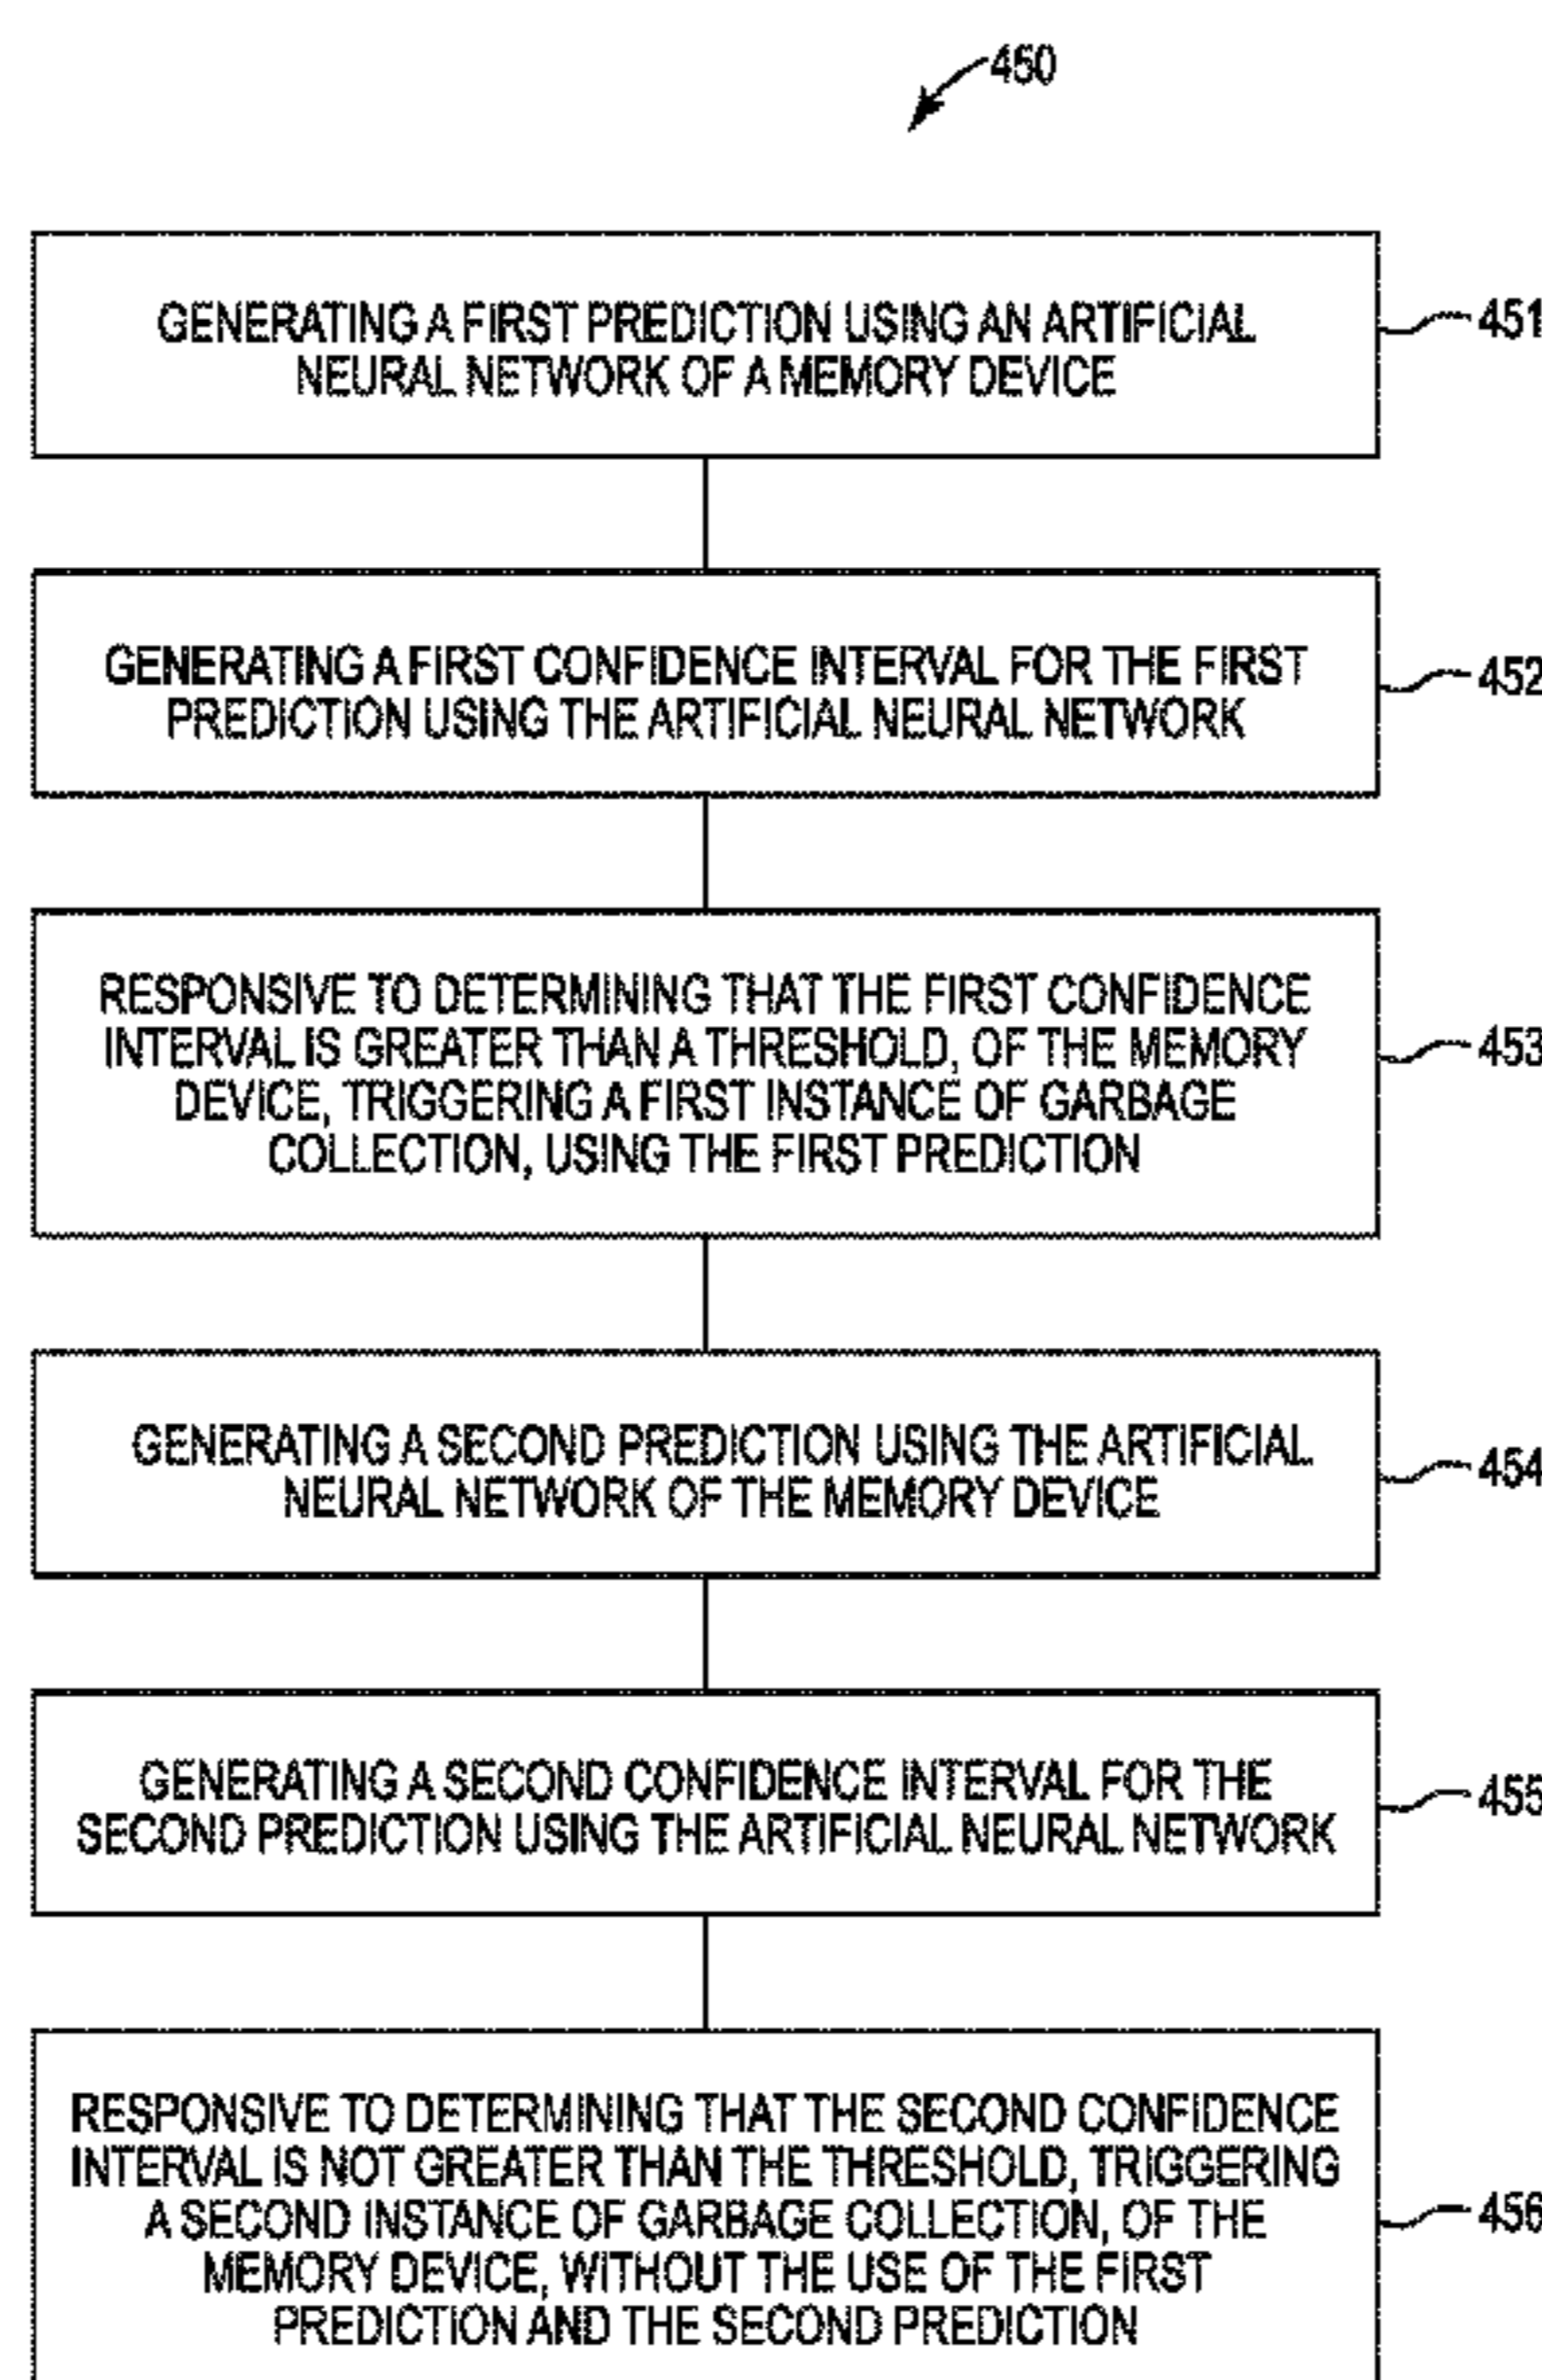 450
GENERATING A FIRST PREDICTION USING AN ARTIFICIAL
NEURAL NETWORK OF A MEMORY DEVICE
451
GENERATING A FIRST CONFIDENCE INTERVAL FOR THE FIRST
PREDICTION USING THE ARTIFICIAL NEURAL NETWORK
452
RESPONSIVE TO DETERMINING THAT THE FIRST CONFIDENCE
INTERVAL IS GREATER THAN A THRESHOLD, OF THE MEMORY
DEVICE, TRIGGERING A FIRST INSTANCE OF GARBAGE
COLLECTION, USING THE FIRST PREDICTION
453
GENERATING A SECOND PREDICTION USING THE ARTIFICIAL
NEURAL NETWORK OF THE MEMORY DEVICE
454
GENERATING A SECOND CONFIDENCE INTERVAL FOR THE
SECOND PREDICTION USING THE ARTIFICIAL NEURAL NETWORK
455
RESPONSIVE TO DETERMINING THAT THE SECOND CONFIDENCE
INTERVAL IS NOT GREATER THAN THE THRESHOLD, TRIGGERING
A SECOND INSTANCE OF GARBAGE COLLECTION, OF THE
MEMORY DEVICE, WITHOUT THE USE OF THE FIRST
PREDICTION AND THE SECOND PREDICTION
456